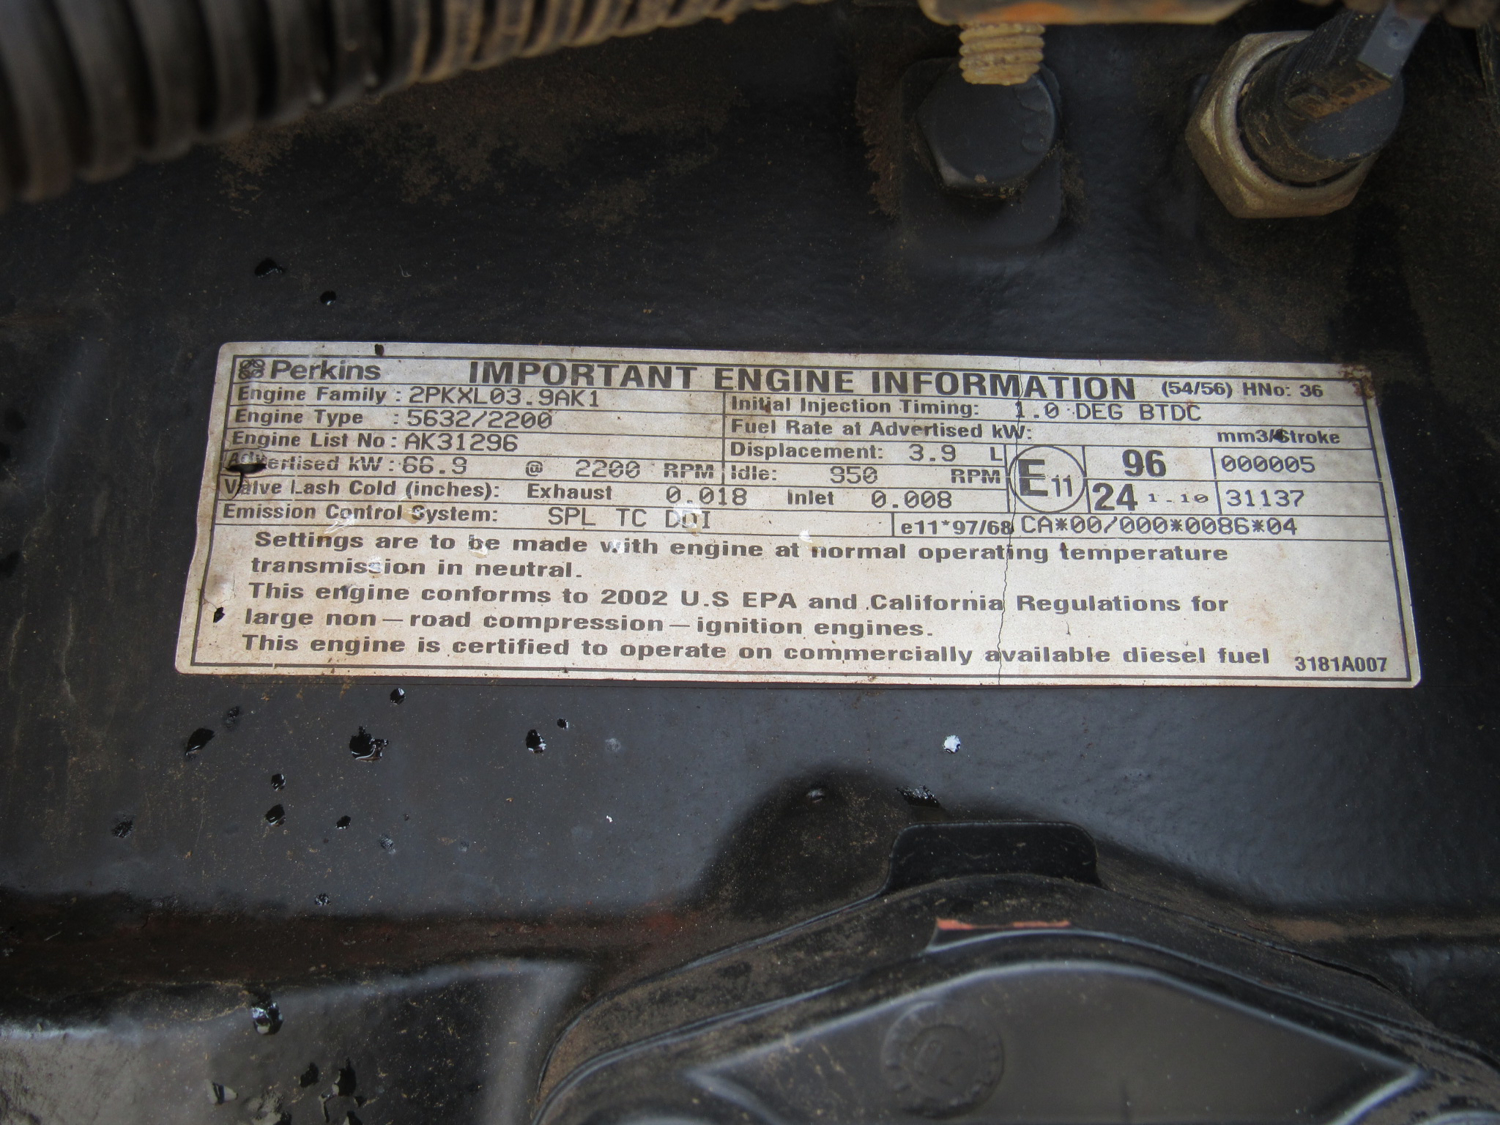 Perkins IMPORTANT ENGINE INFORMATION (54/56) HNo: 36
Engine Family : 2PKXL03.9AK1
Initial Injection Timing: 1.0 DEG BTDC
Engine Type : 5632/2200
Fuel Rate at Advertised kW: mm3/Stroke
Engine List No : AK31296
Displacement: 3.9 L
Advertised kW : 66.9 @ 2200 RPM
Idle: 950 RPM
E11 96 000005
24 1-10 31137
Valve Lash Cold (inches): Exhaust 0.018 Inlet 0.008
Emission Control System: SPL TC DDI
e11*97/68 CA*00/000*0086*04
Settings are to be made with engine at normal operating temperature
transmission in neutral.
This engine conforms to 2002 U.S EPA and California Regulations for
large non-road compression-ignition engines.
This engine is certified to operate on commercially available diesel fuel
3181A007